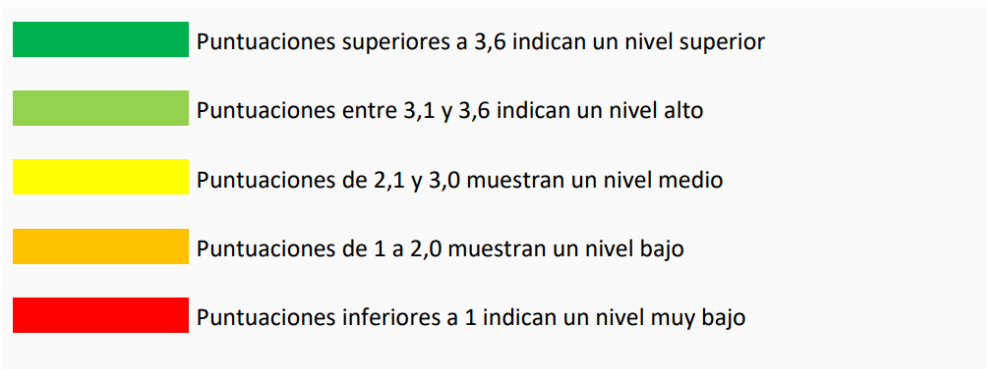 Puntuaciones superiores a 3,6 indican un nivel superior
Puntuaciones entre 3,1 y 3,6 indican un nivel alto
Puntuaciones de 2,1 y 3,0 muestran un nivel medio
Puntuaciones de 1 a 2,0 muestran un nivel bajo
Puntuaciones inferiores a 1 indican un nivel muy bajo